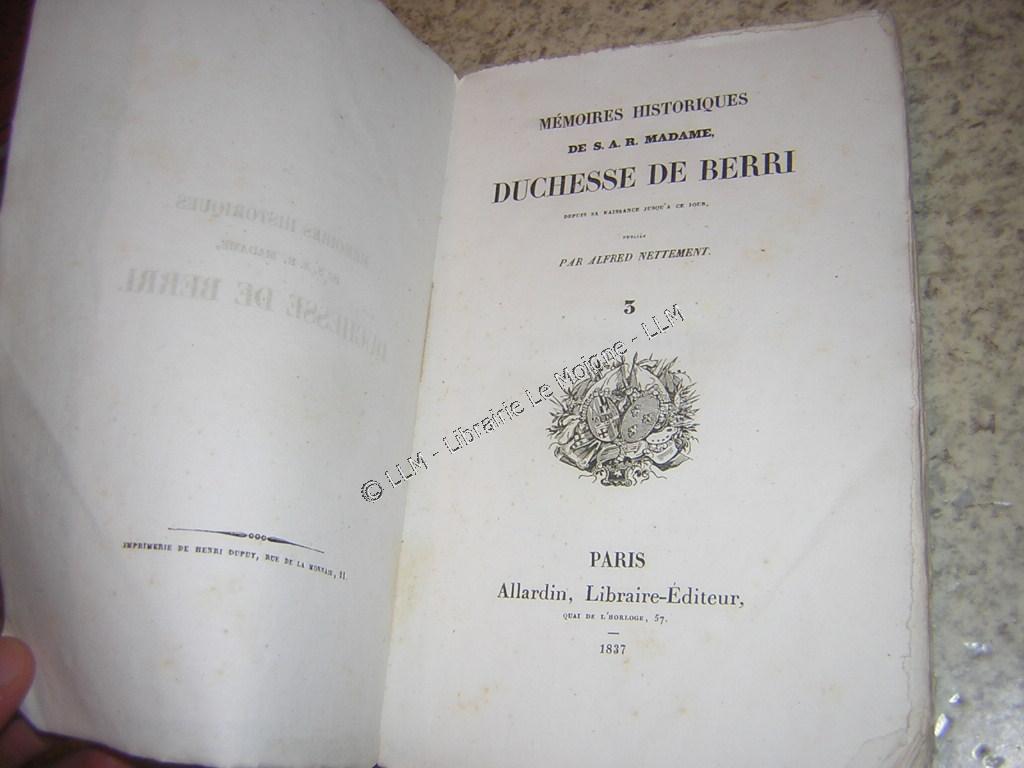 IMPRIMERIE DE HENRI DUPUY, RUE DE LA MONNAIE, 11.
MÉMOIRES HISTORIQUES
DE S. A. R. MADAME,
DUCHESSE DE BERRI
DEPUIS SA NAISSANCE JUSQU'A CE JOUR,
PUBLIÉS
PAR ALFRED NETTEMENT.
3
© LLM - Librairie Le Moigne - LLM
PARIS
Allardin, Libraire-Éditeur,
QUAI DE L'HORLOGE, 57.
1837